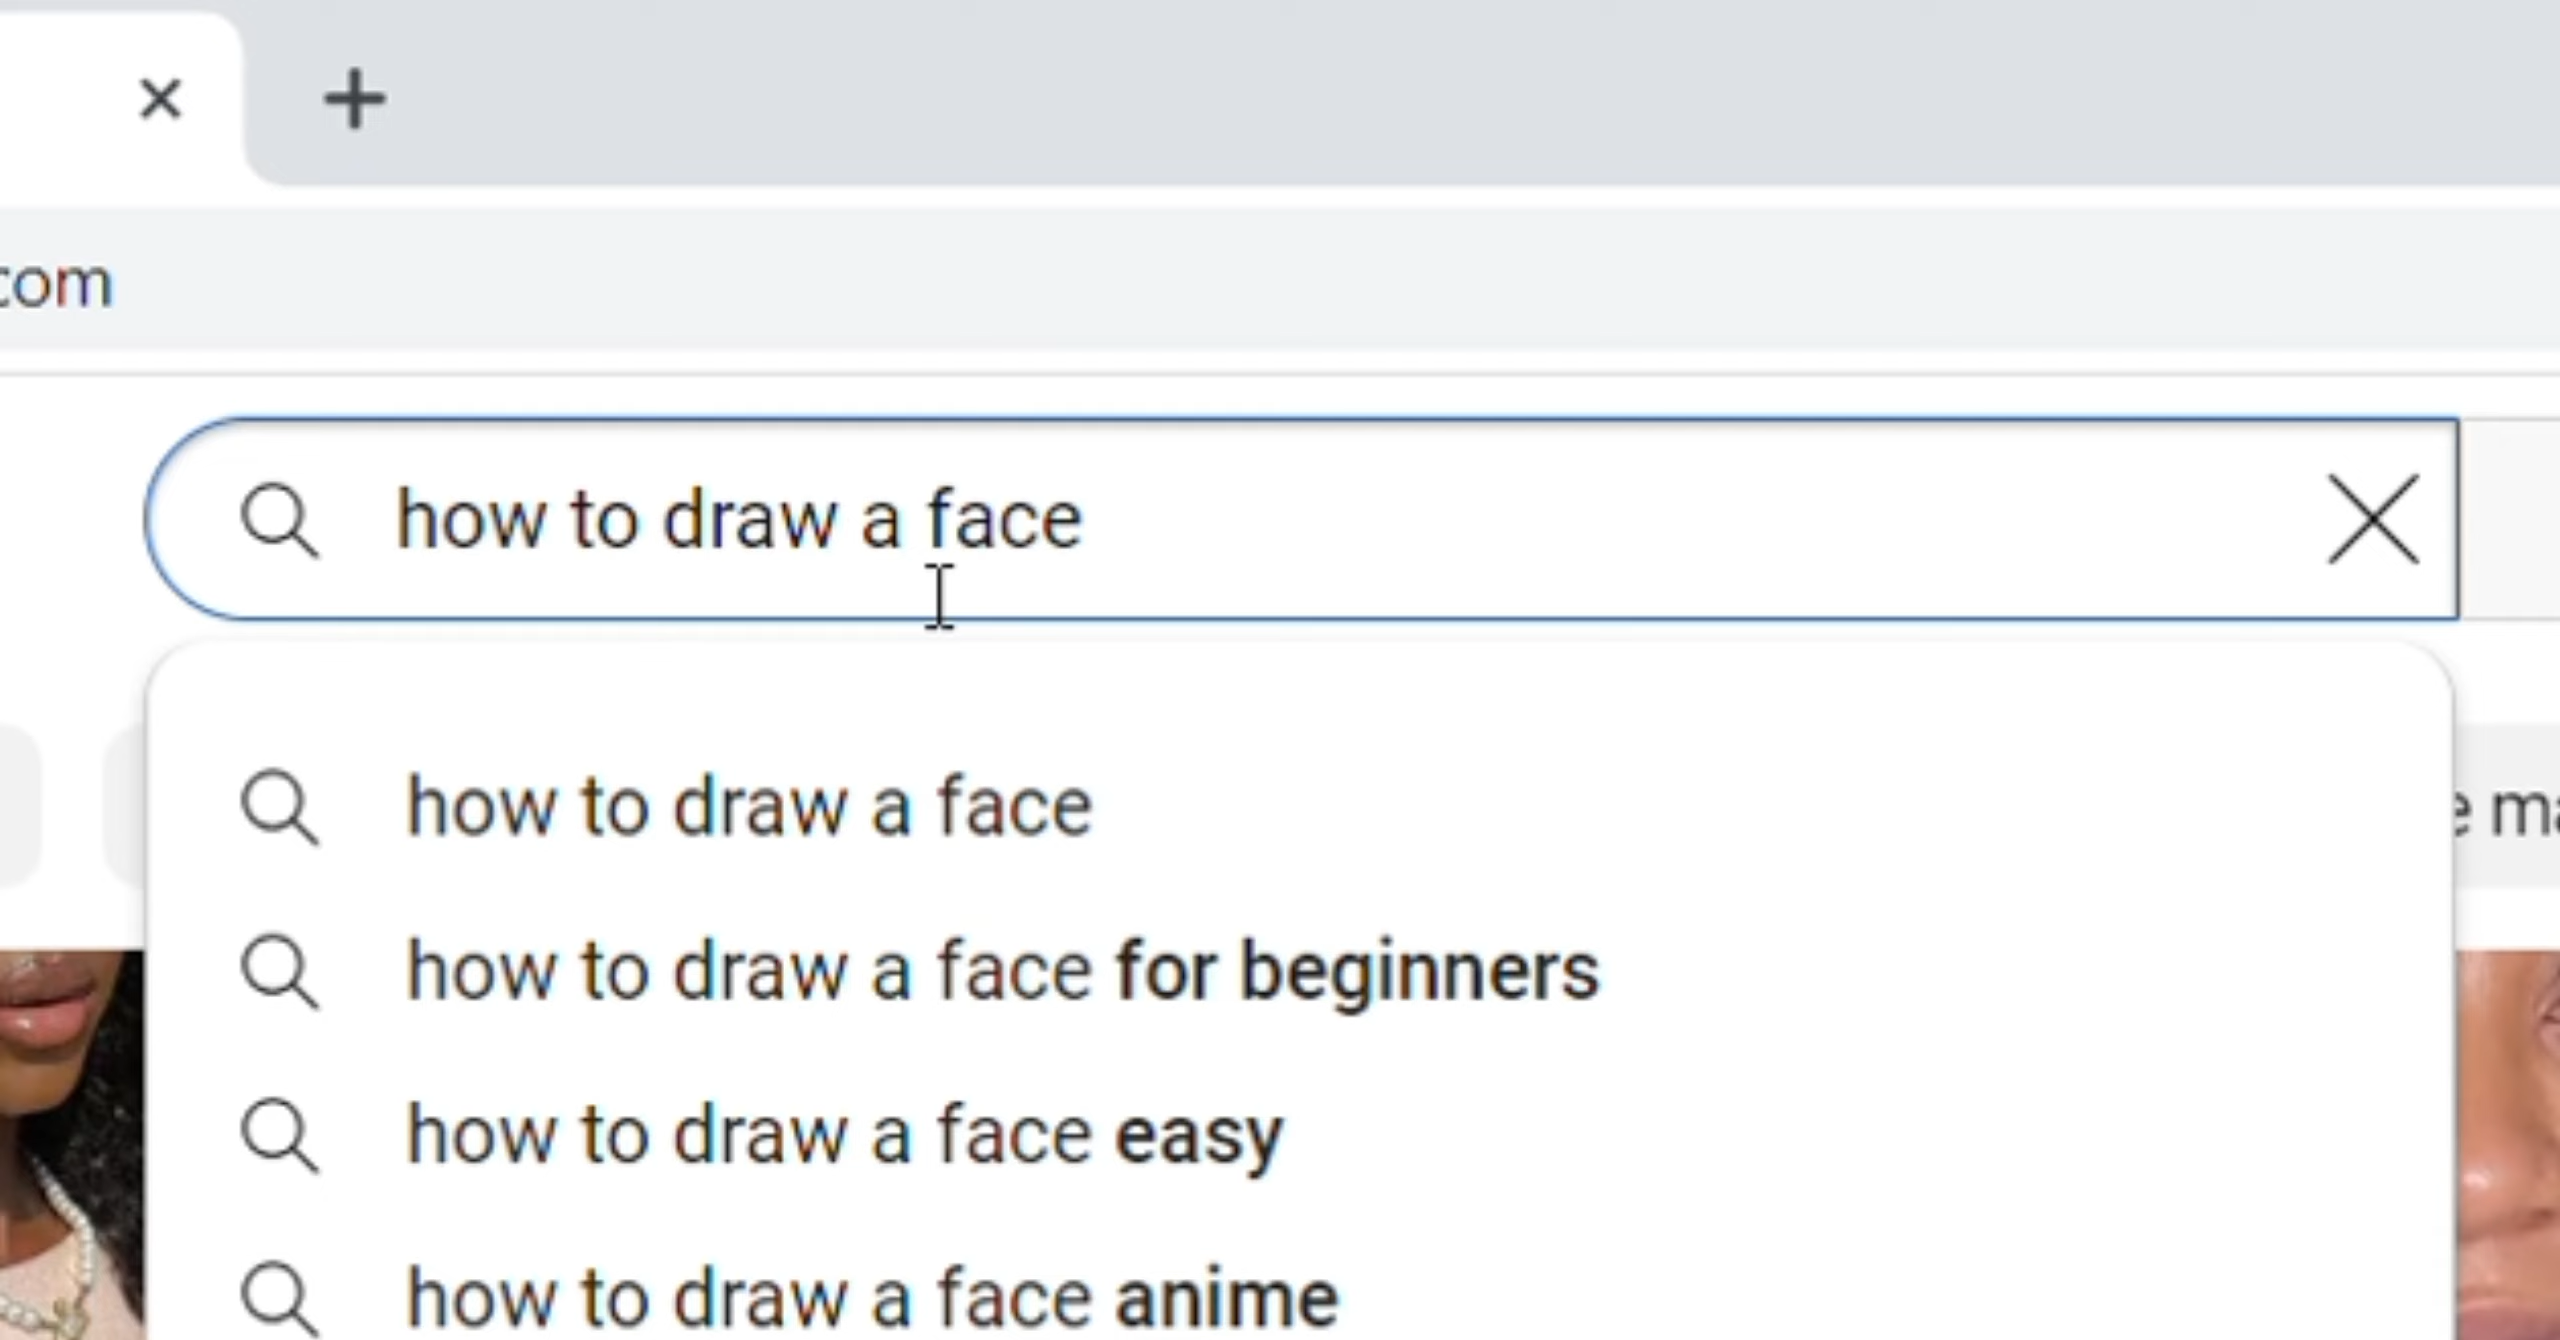 com
how to draw a face
how to draw a face
e ma
how to draw a face for beginners
how to draw a face easy
how to draw a face anime